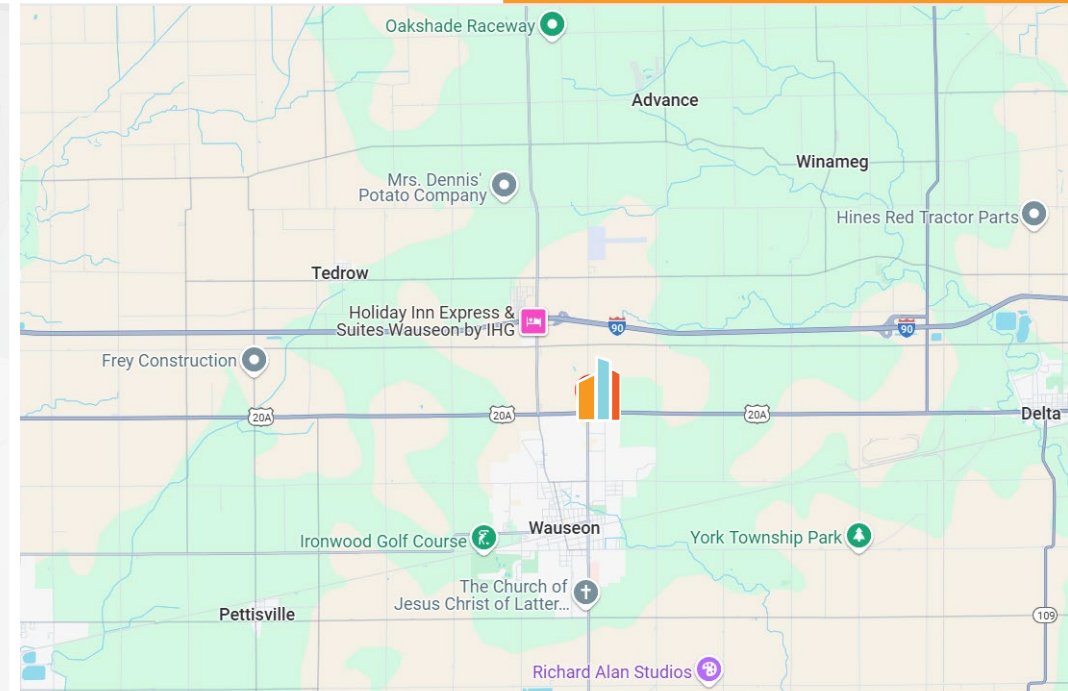 Oakshade Raceway
Advance
Winameg
Mrs. Dennis'
Potato Company
Hines Red Tractor Parts
Tedrow
Holiday Inn Express &
Suites Wauseon by IHG
90
90
Frey Construction
20A
20A
20A
Delta
Wauseon
Ironwood Golf Course
York Township Park
The Church of
Jesus Christ of Latter...
Pettisville
109
Richard Alan Studios